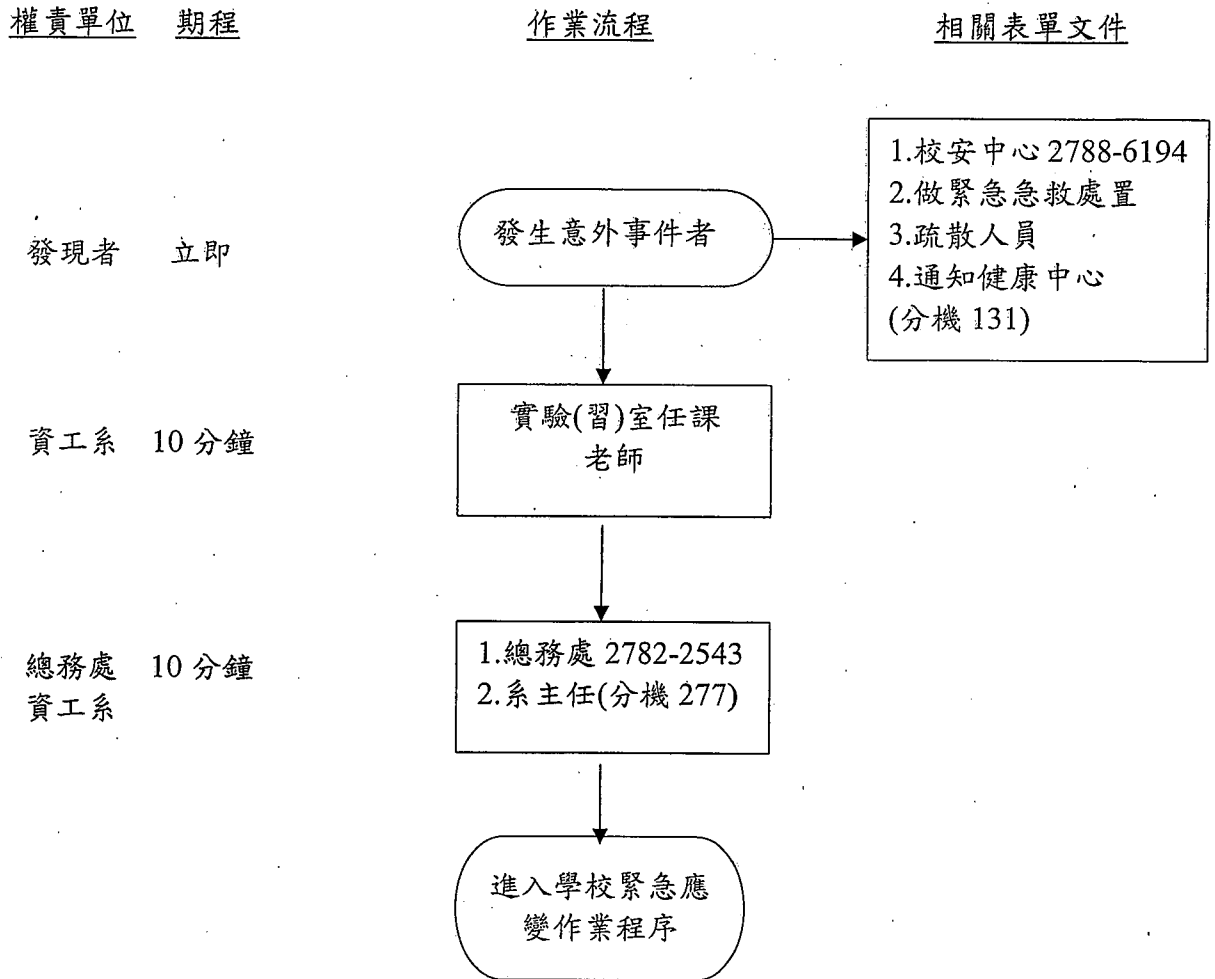 權責單位 期程 作業流程 相關表單文件
1.校安中心 2788-6194
2.做緊急急救處置
3.疏散人員
4.通知健康中心
(分機 131)
發現者 立即 發生意外事件者
資工系 10 分鐘
實驗(習)室任課
老師
總務處 10 分鐘
資工系
1.總務處 2782-2543
2.系主任(分機 277)
進入學校緊急應
變作業程序